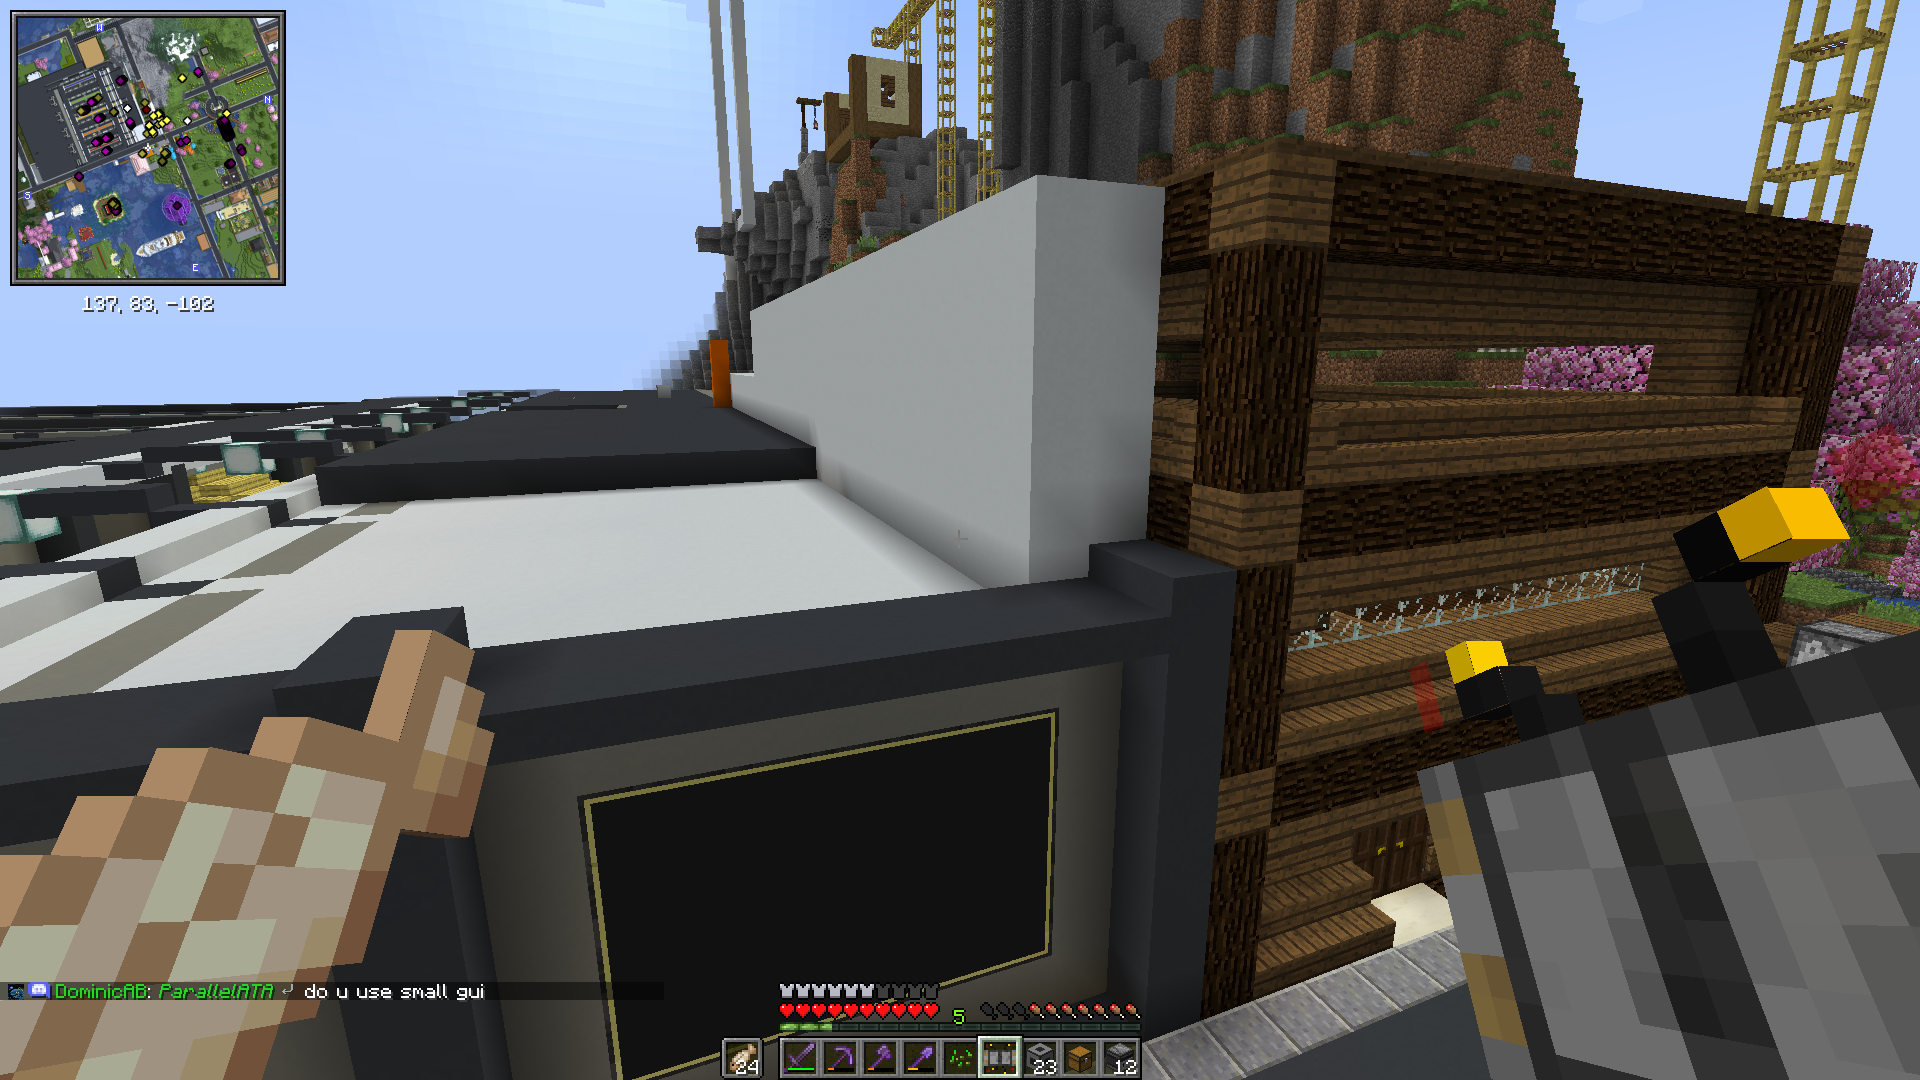 N
N
S
E
137, 83, -102
DominicAB: ParallelATA ⤶ do u use small gui
5
24
23
12